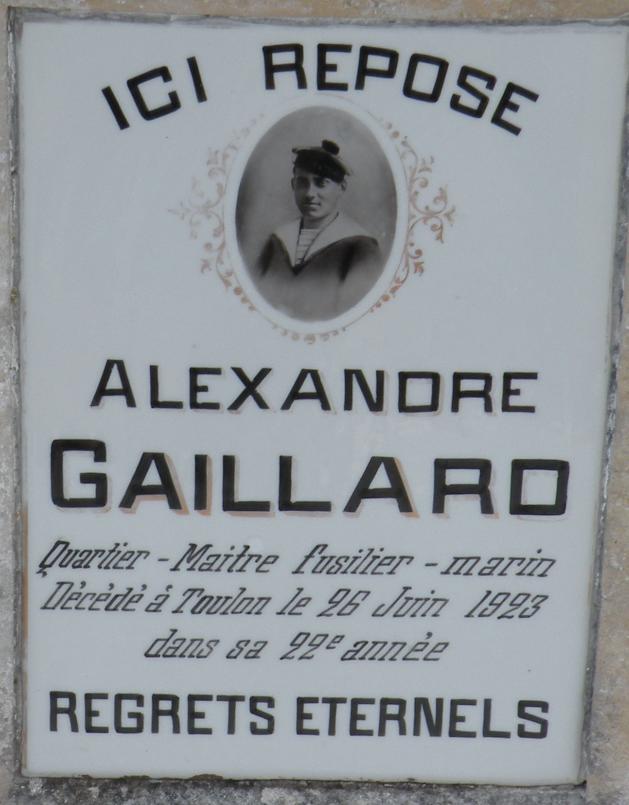 ICI REPOSE
ALEXANDRE
GAILLARD
Quartier - Maitre fusilier - marin
Décédé à Toulon le 26 Juin 1923
dans sa 22e année
REGRETS ETERNELS